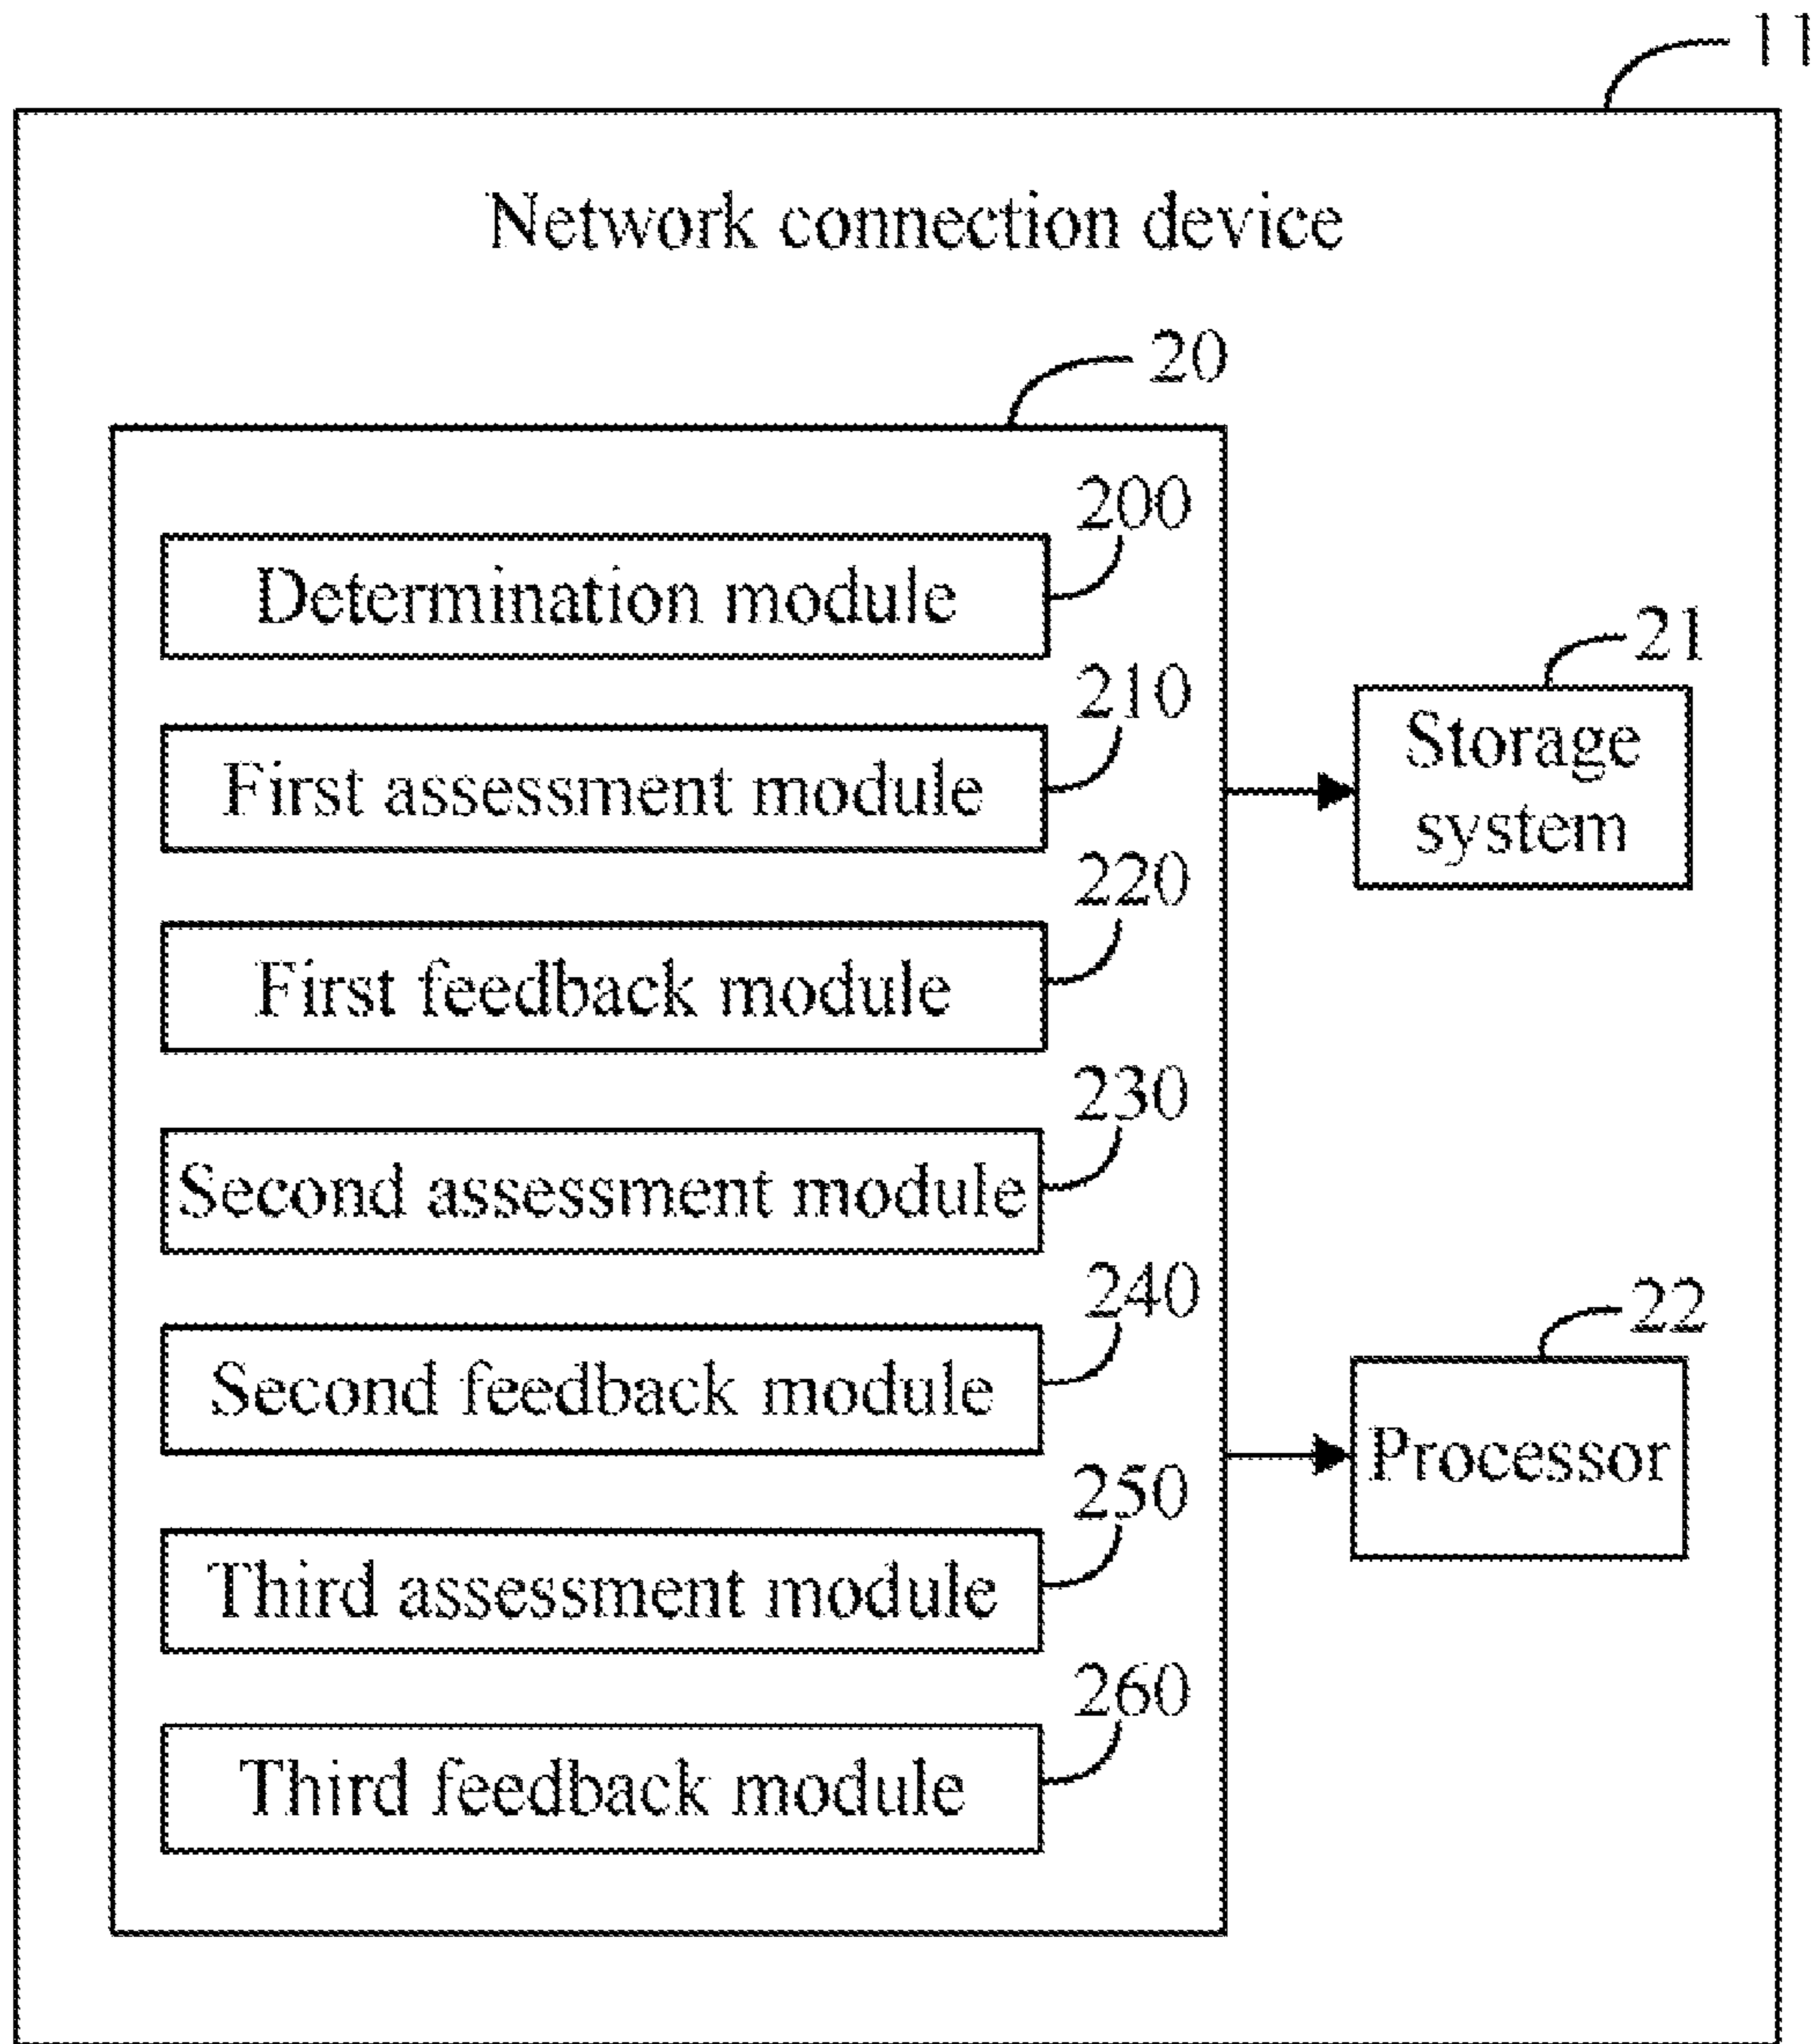 11
Network connection device
20
200
Determination module
210
First assessment module
220
First feedback module
230
Second assessment module
240
Second feedback module
250
Third assessment module
260
Third feedback module
21
Storage
system
22
Processor